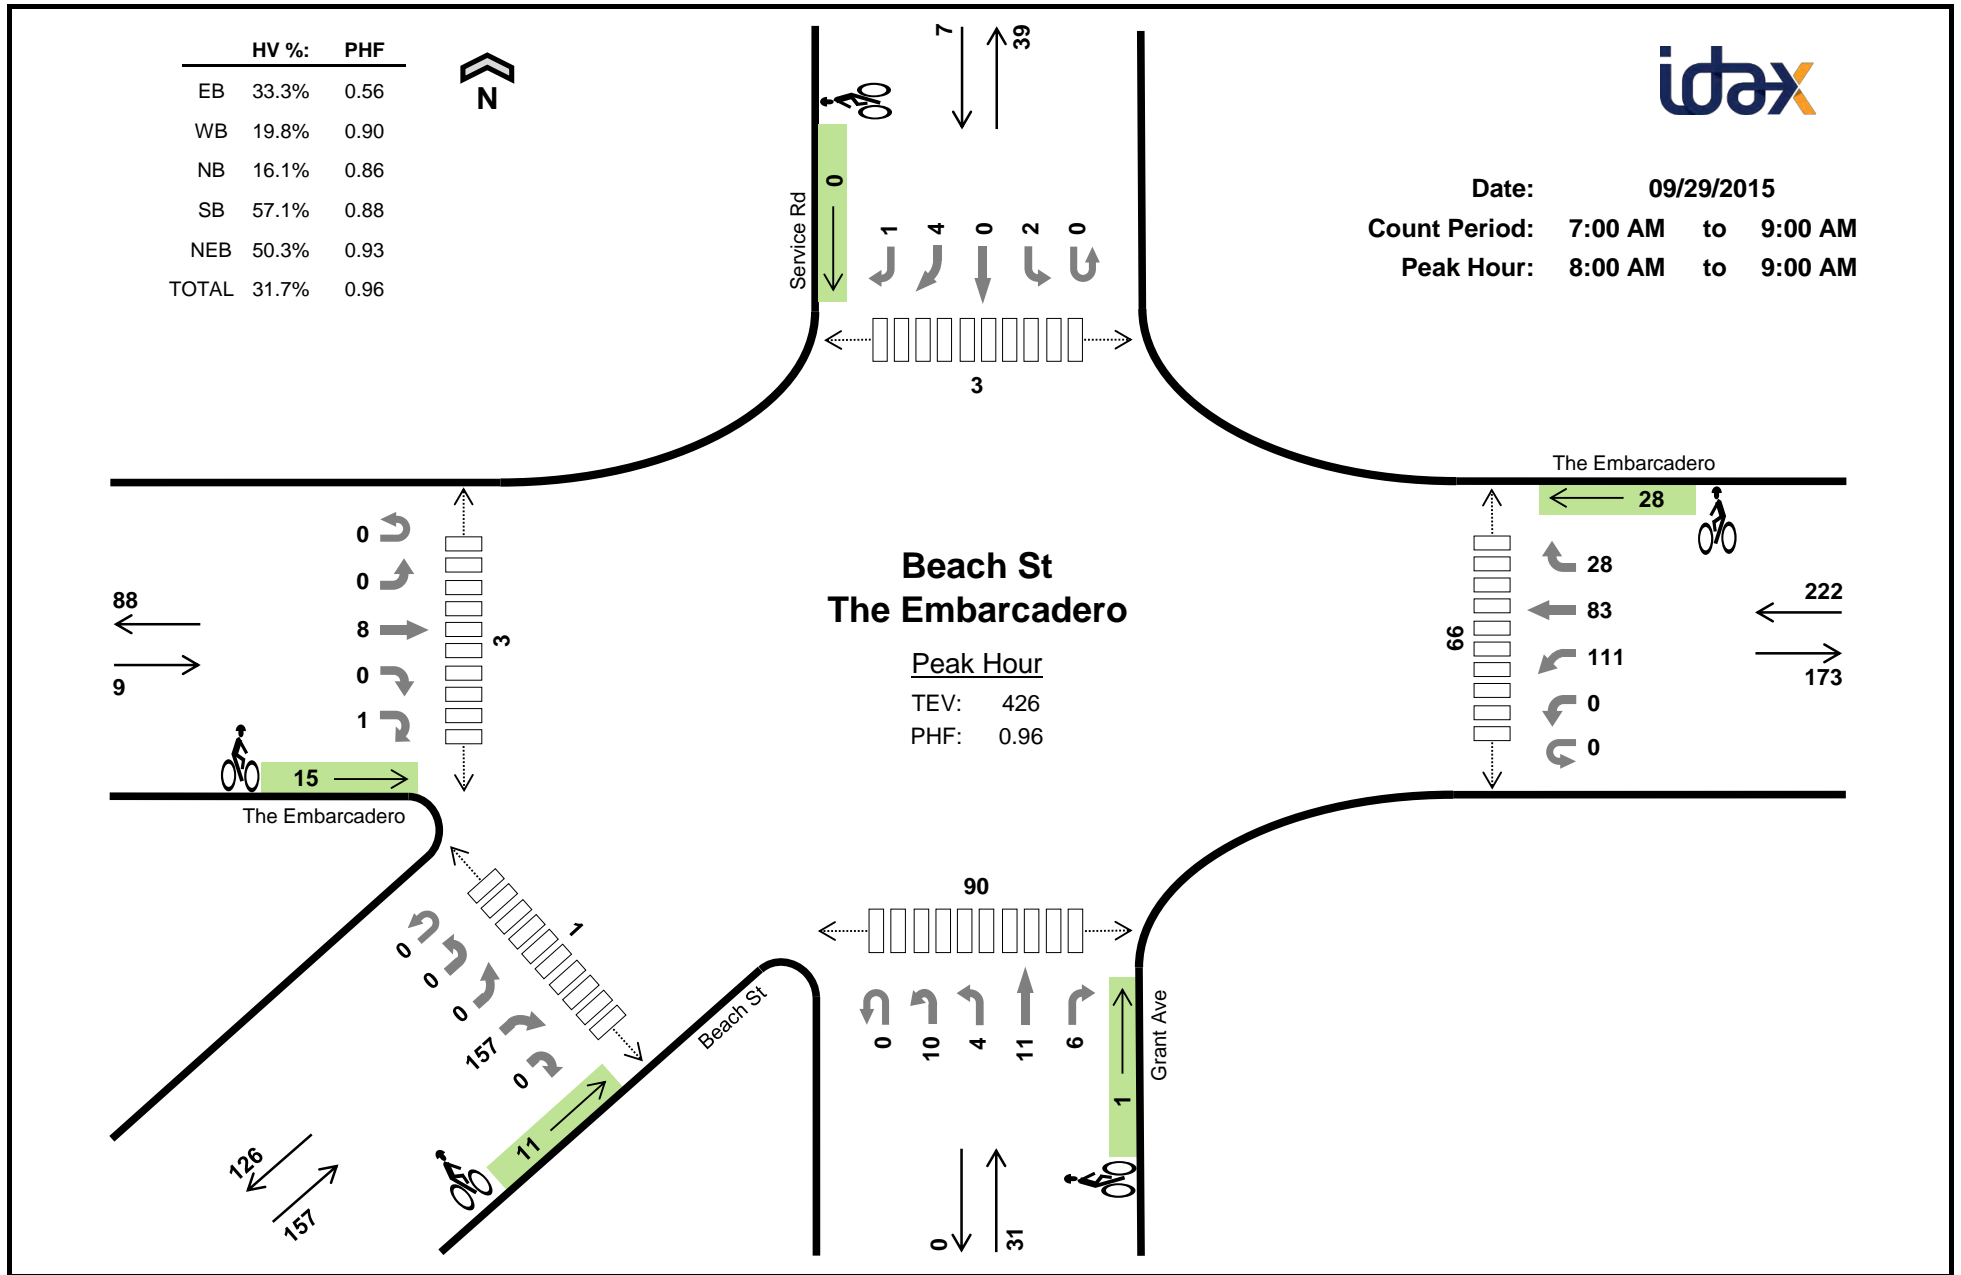 HV %: PHF
EB 33.3% 0.56
WB 19.8% 0.90
NB 16.1% 0.86
SB 57.1% 0.88
NEB 50.3% 0.93
TOTAL 31.7% 0.96
N
7
39
idax
Date: 09/29/2015
Count Period: 7:00 AM to 9:00 AM
Peak Hour: 8:00 AM to 9:00 AM
Service Rd
0
1 4 0 2 0
3
The Embarcadero
28
28
83
111
0
0
222
173
66
0
0
8
0
1
88
9
3
15
The Embarcadero
Beach St
The Embarcadero
Peak Hour
TEV: 426
PHF: 0.96
90
0 10 4 11 6
1
Grant Ave
0
31
1
0
0
0
157
0
11
Beach St
126
157